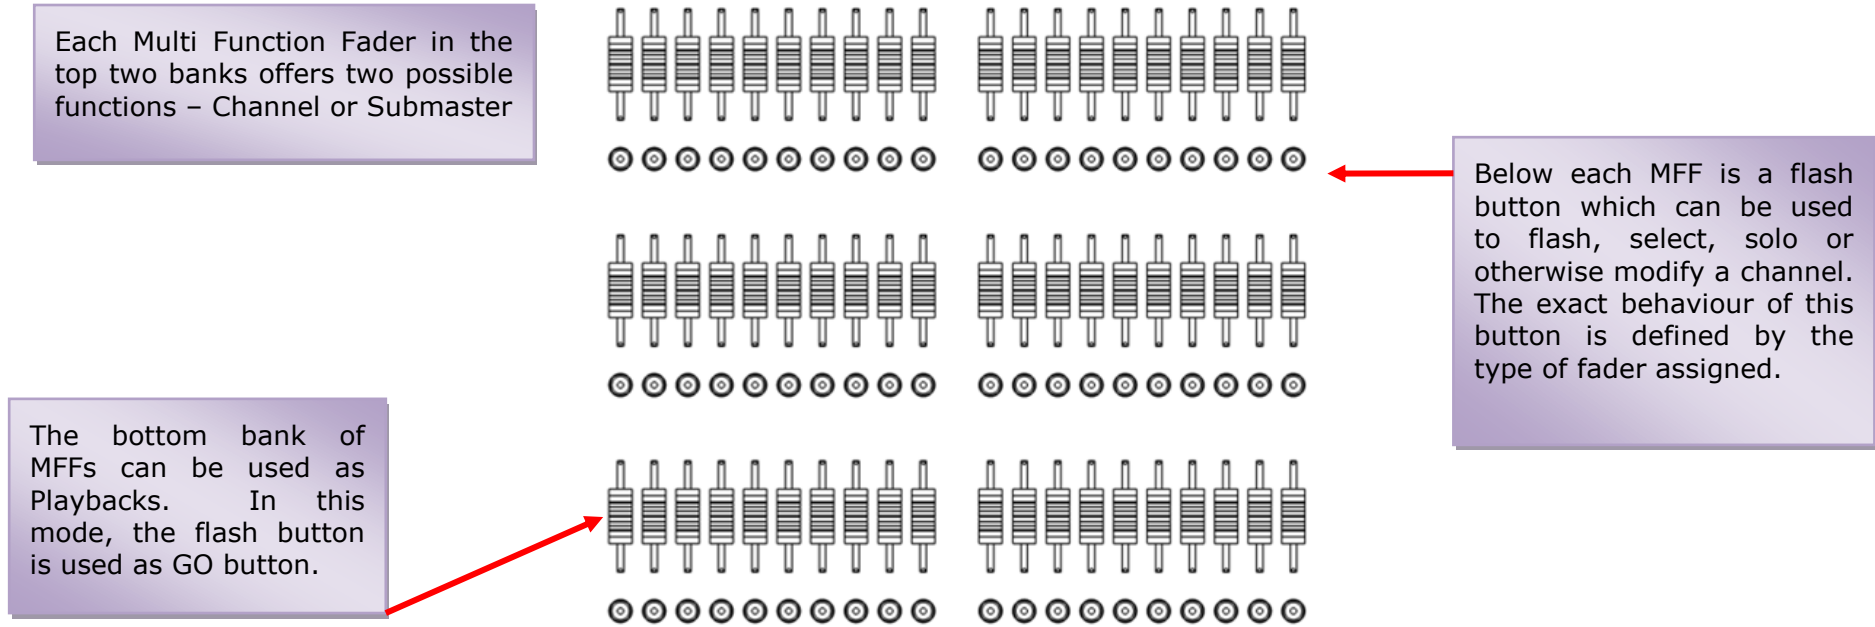 Each Multi Function Fader in the
top two banks offers two possible
functions – Channel or Submaster
Below each MFF is a flash
button which can be used
to flash, select, solo or
otherwise modify a channel.
The exact behaviour of this
button is defined by the
type of fader assigned.
The bottom bank of
MFFs can be used as
Playbacks. In this
mode, the flash button
is used as GO button.